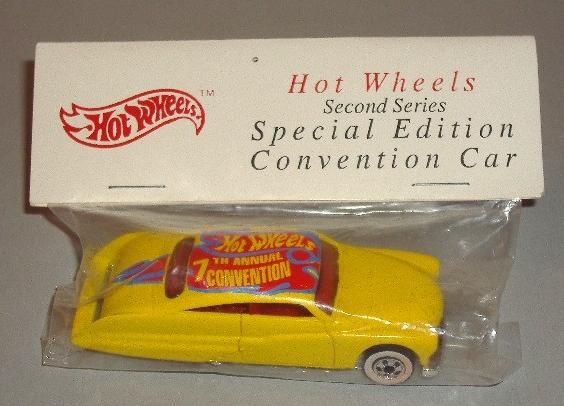 Hot Wheels TM
Hot Wheels
Second Series
Special Edition
Convention Car
Hot Wheels
7TH ANNUAL
CONVENTION